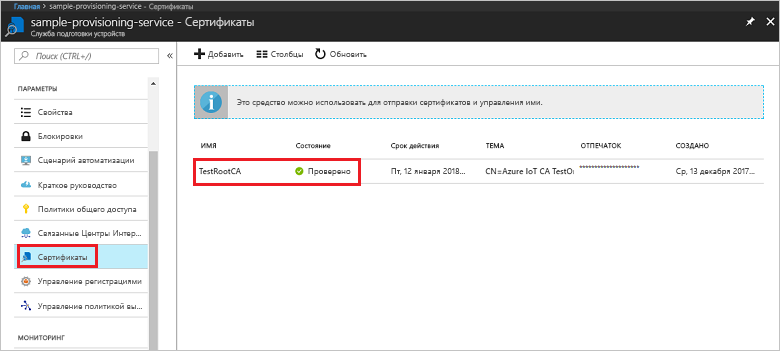 Главная > sample-provisioning-service - Сертификаты
sample-provisioning-service - Сертификаты
Служба подготовки устройств
Поиск (CTRL+/)
«
Добавить
Столбцы
Обновить
ПАРАМЕТРЫ
Свойства
Блокировки
Сценарий автоматизации
Краткое руководство
Политики общего доступа
Связанные Центры Интер...
Сертификаты
Управление регистрациями
Управление политикой вы...
МОНИТОРИНГ
Это средство можно использовать для отправки сертификатов и управления ими.
ИМЯ Состояние Срок действия ТЕМА ОТПЕЧАТОК СОЗДАНО
TestRootCA Проверено Пт, 12 января 2018... CN=Azure IoT CA TestOn ******************** Ср, 13 декабря 2017...